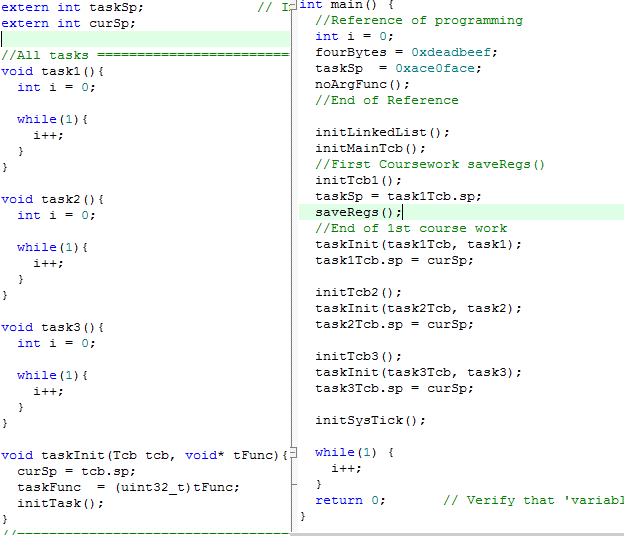 extern int taskSp;               // I
extern int curSp;

//All tasks ========================
void task1(){
  int i = 0;

  while(1){
    i++;
  }
}

void task2(){
  int i = 0;

  while(1){
    i++;
  }
}

void task3(){
  int i = 0;

  while(1){
    i++;
  }
}

void taskInit(Tcb tcb, void* tFunc){
  curSp = tcb.sp;
  taskFunc  = (uint32_t)tFunc;
  initTask();
}
//==================================
int main() {
  //Reference of programming
  int i = 0;
  fourBytes = 0xdeadbeef;
  taskSp  = 0xace0face;
  noArgFunc();
  //End of Reference

  initLinkedList();
  initMainTcb();
  //First Coursework saveRegs()
  initTcb1();
  taskSp = task1Tcb.sp;
  saveRegs();
  //End of 1st course work
  taskInit(task1Tcb, task1);
  task1Tcb.sp = curSp;

  initTcb2();
  taskInit(task2Tcb, task2);
  task2Tcb.sp = curSp;

  initTcb3();
  taskInit(task3Tcb, task3);
  task3Tcb.sp = curSp;

  initSysTick();

  while(1) {
    i++;
  }
  return 0;       // Verify that 'variabl
}